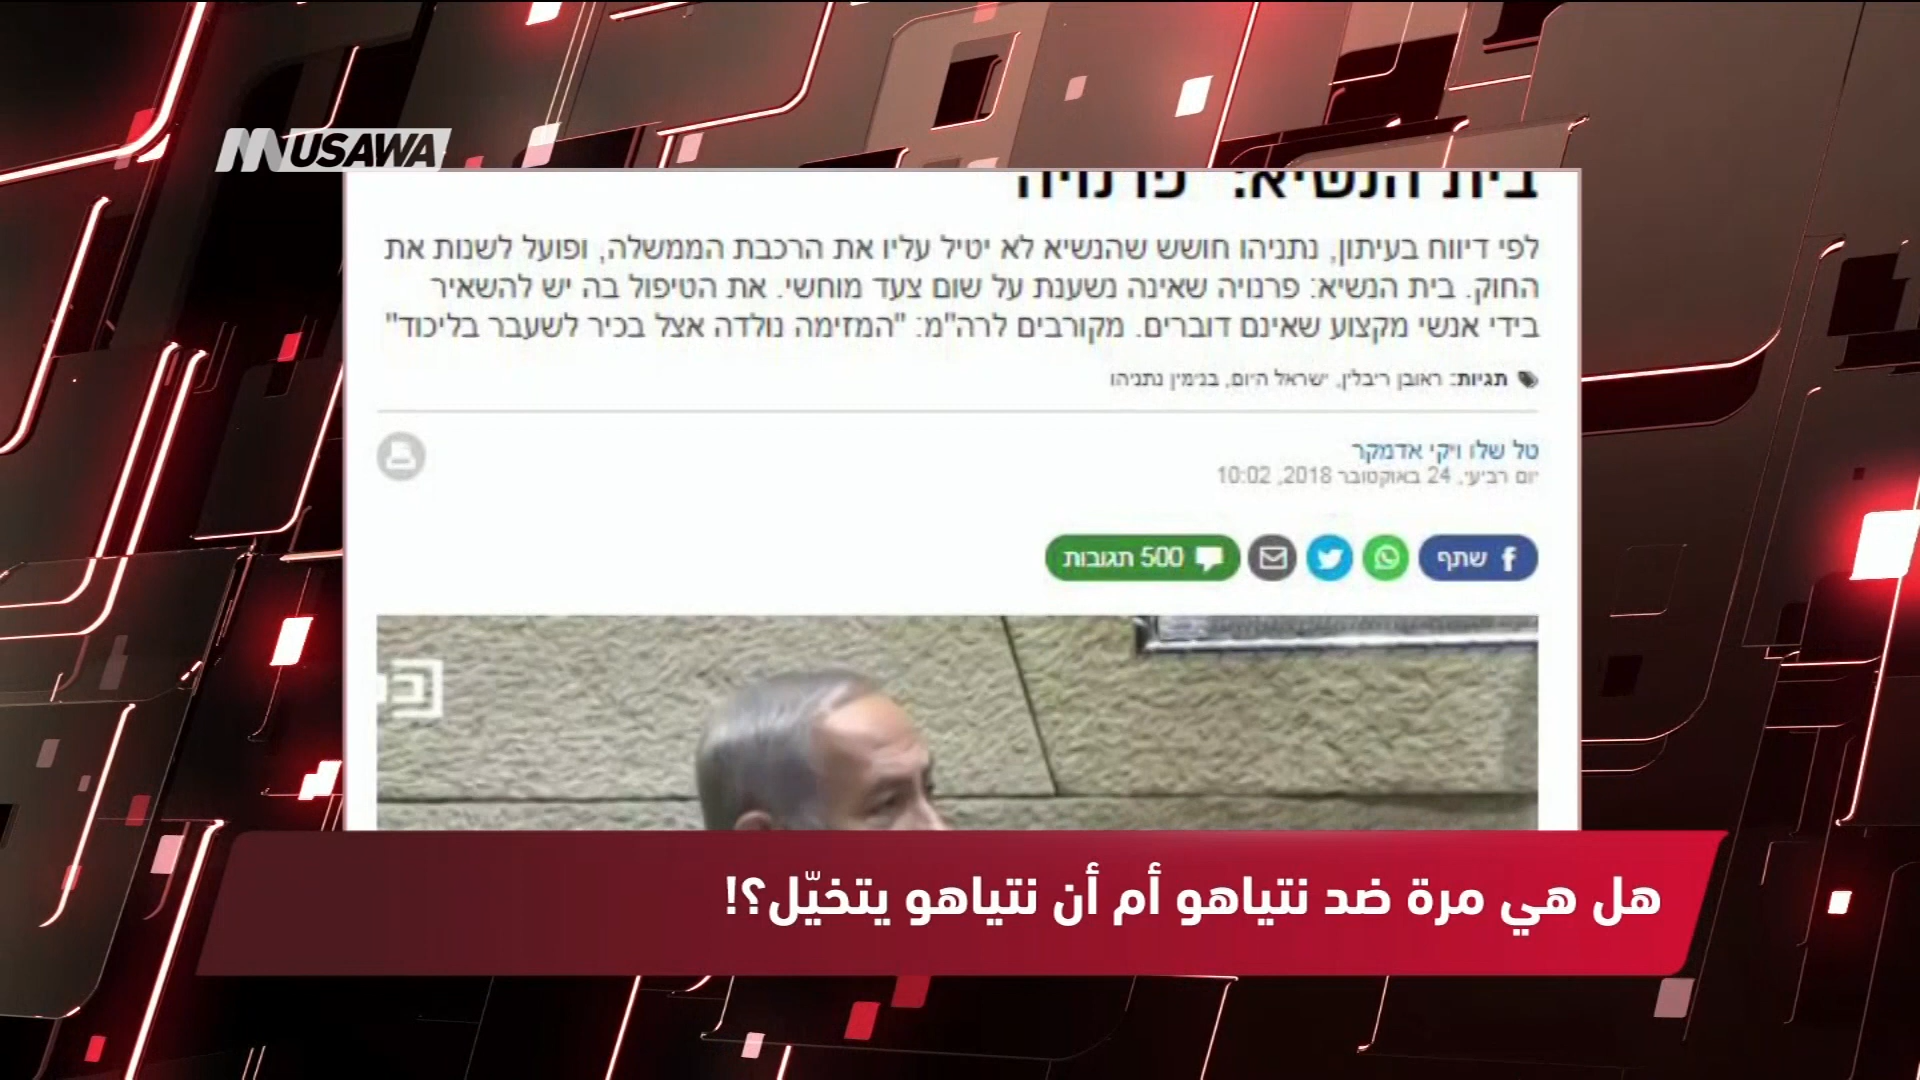 MUSAWA
בית הנשיא: "פרנויה
לפי דיווח בעיתון, נתניהו חושש שהנשיא לא יטיל עליו את הרכבת הממשלה, ופועל לשנות את
החוק. בית הנשיא: פרנויה שאינה נשענת על שום צעד מוחשי. את הטיפול בה יש להשאיר
בידי אנשי מקצוע שאינם דוברים. מקורבים לרה"מ: "המזימה נולדה אצל בכיר לשעבר בליכוד"
תגיות: ראובן ריבלין, ישראל היום, בנימין נתניהו
טל שלו ויקי אדמקר
יום רביעי, 24 באוקטובר 2018, 10:02
שתף
500 תגובות
هل هي مرة ضد نتياهو أم أن نتياهو يتخيّل؟!